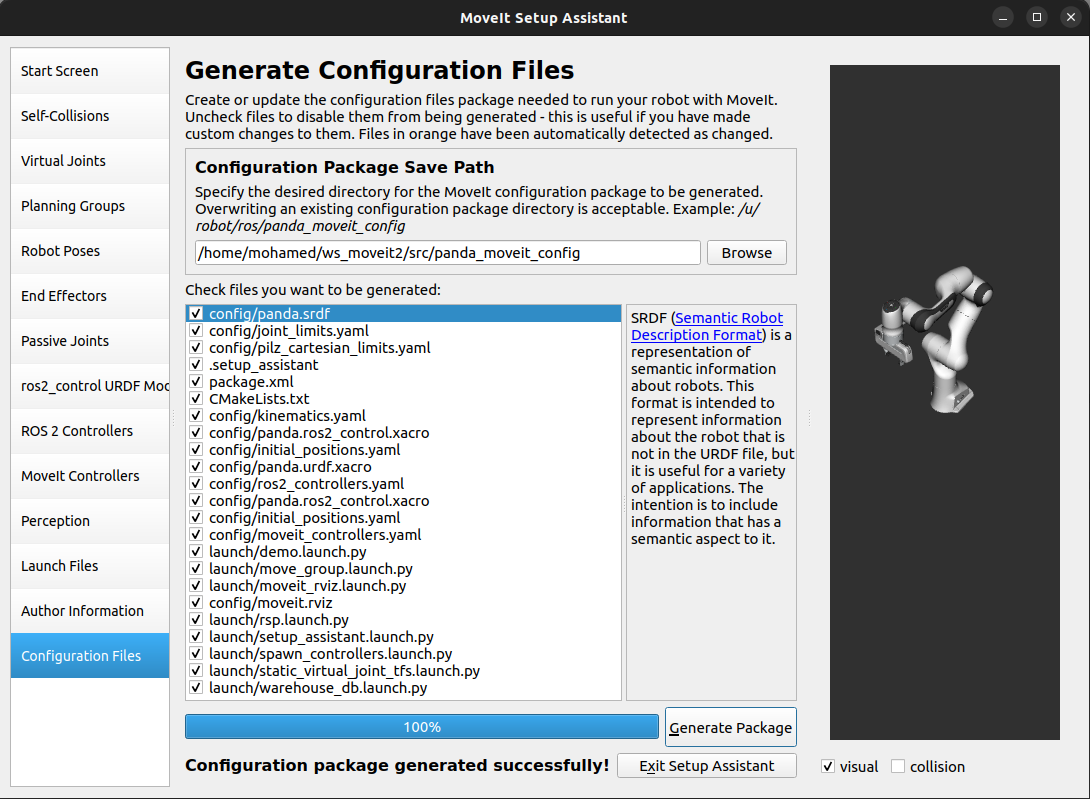 MoveIt Setup Assistant
Start Screen
Self-Collisions
Virtual Joints
Planning Groups
Robot Poses
End Effectors
Passive Joints
ros2_control URDF Moc
ROS 2 Controllers
MoveIt Controllers
Perception
Launch Files
Author Information
Configuration Files
Generate Configuration Files
Create or update the configuration files package needed to run your robot with MoveIt.
Uncheck files to disable them from being generated - this is useful if you have made
custom changes to them. Files in orange have been automatically detected as changed.
Configuration Package Save Path
Specify the desired directory for the MoveIt configuration package to be generated.
Overwriting an existing configuration package directory is acceptable. Example: /u/
robot/ros/panda_moveit_config
/home/mohamed/ws_moveit2/src/panda_moveit_config
Browse
Check files you want to be generated:
config/panda.srdf
config/joint_limits.yaml
config/pilz_cartesian_limits.yaml
.setup_assistant
package.xml
CMakeLists.txt
config/kinematics.yaml
config/panda.ros2_control.xacro
config/initial_positions.yaml
config/panda.urdf.xacro
config/ros2_controllers.yaml
config/panda.ros2_control.xacro
config/initial_positions.yaml
config/moveit_controllers.yaml
launch/demo.launch.py
launch/move_group.launch.py
launch/moveit_rviz.launch.py
config/moveit.rviz
launch/rsp.launch.py
launch/setup_assistant.launch.py
launch/spawn_controllers.launch.py
launch/static_virtual_joint_tfs.launch.py
launch/warehouse_db.launch.py
SRDF (Semantic Robot
Description Format) is a
representation of
semantic information
about robots. This
format is intended to
represent information
about the robot that is
not in the URDF file, but
it is useful for a variety
of applications. The
intention is to include
information that has a
semantic aspect to it.
100%
Generate Package
Configuration package generated successfully!
Exit Setup Assistant
visual
collision